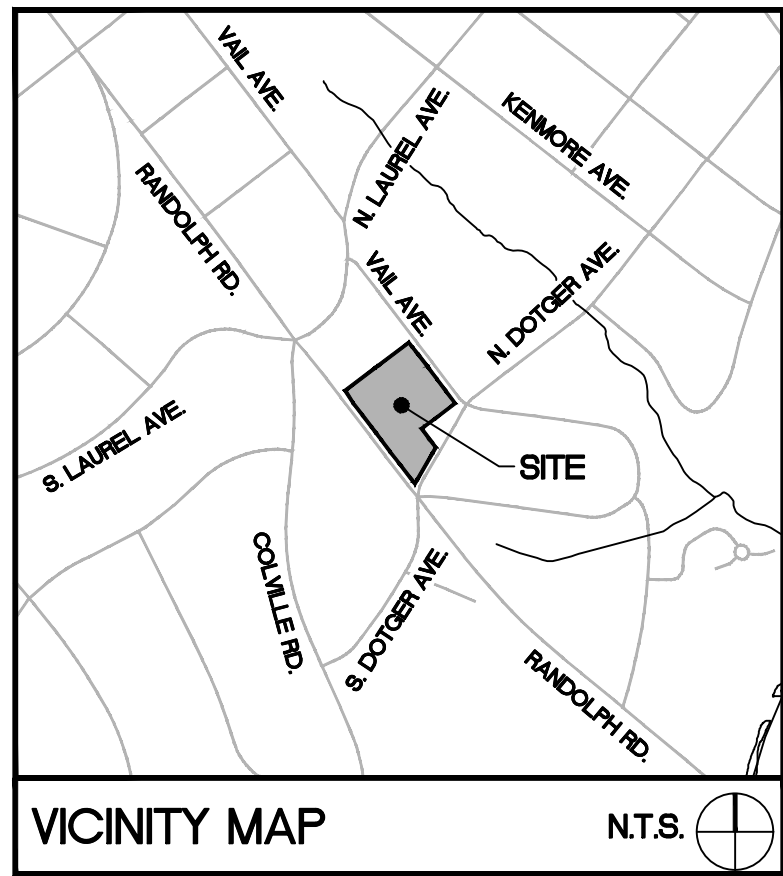 VAIL AVE.
N. LAUREL AVE.
KENMORE AVE.
RANDOLPH RD.
VAIL AVE.
N. DOTGER AVE.
S. LAUREL AVE.
SITE
COLVILLE RD.
S. DOTGER AVE.
RANDOLPH RD.
VICINITY MAP
N.T.S.